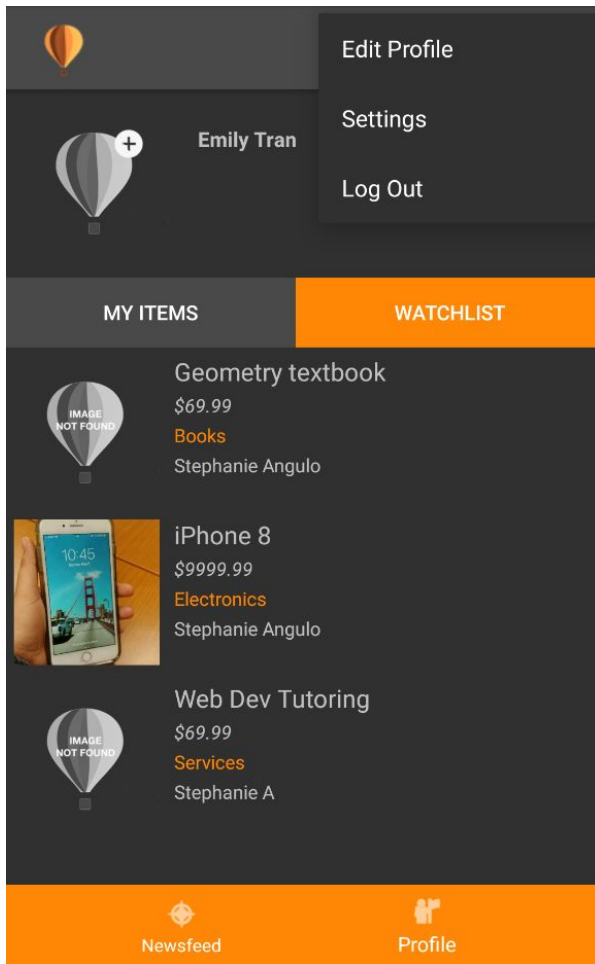 Edit Profile
Settings
Log Out
Emily Tran
MY ITEMS
WATCHLIST
Geometry textbook
$69.99
Books
Stephanie Angulo
IMAGE
NOT FOUND
iPhone 8
$9999.99
Electronics
Stephanie Angulo
10:45
Web Dev Tutoring
$69.99
Services
Stephanie A
IMAGE
NOT FOUND
Newsfeed
Profile